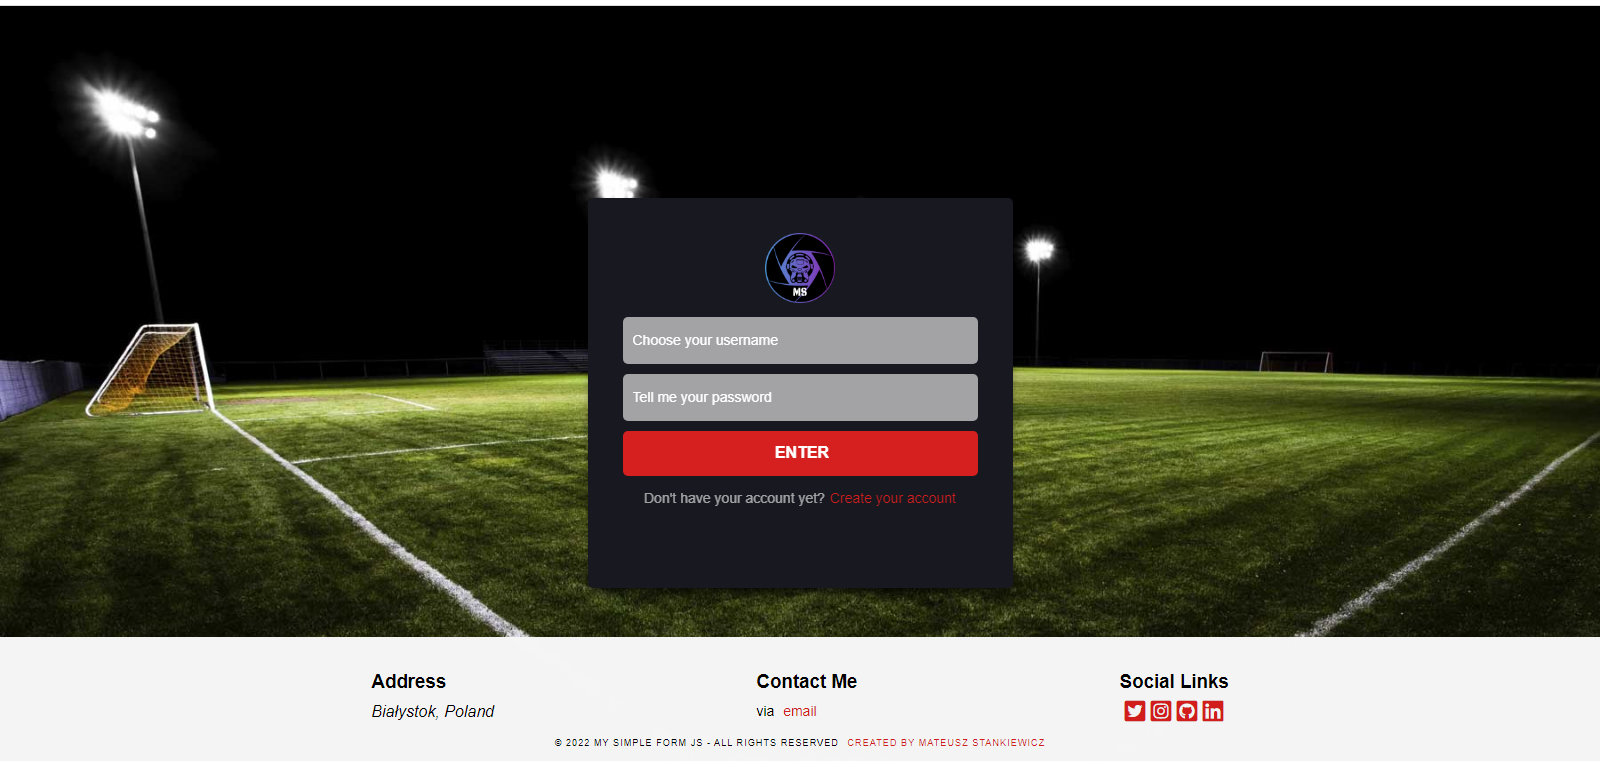 MS
Choose your username
Tell me your password
ENTER
Don't have your account yet? Create your account
Address
Białystok, Poland
Contact Me
via email
Social Links
© 2022 MY SIMPLE FORM JS - ALL RIGHTS RESERVED CREATED BY MATEUSZ STANKIEWICZ